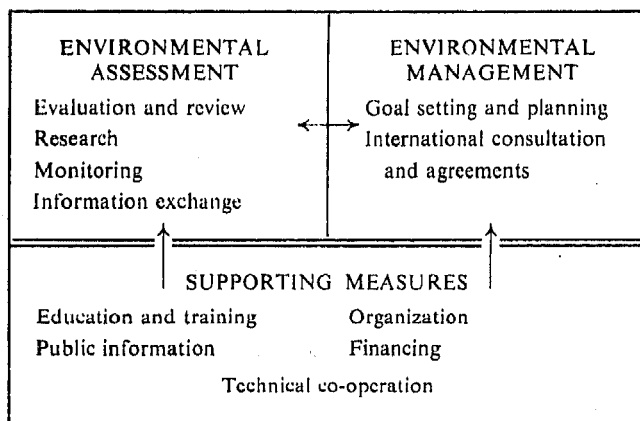 ENVIRONMENTAL
ASSESSMENT
Evaluation and review
Research
Monitoring
Information exchange
ENVIRONMENTAL
MANAGEMENT
Goal setting and planning
International consultation
and agreements
SUPPORTING MEASURES
Education and training
Public information
Organization
Financing
Technical co-operation